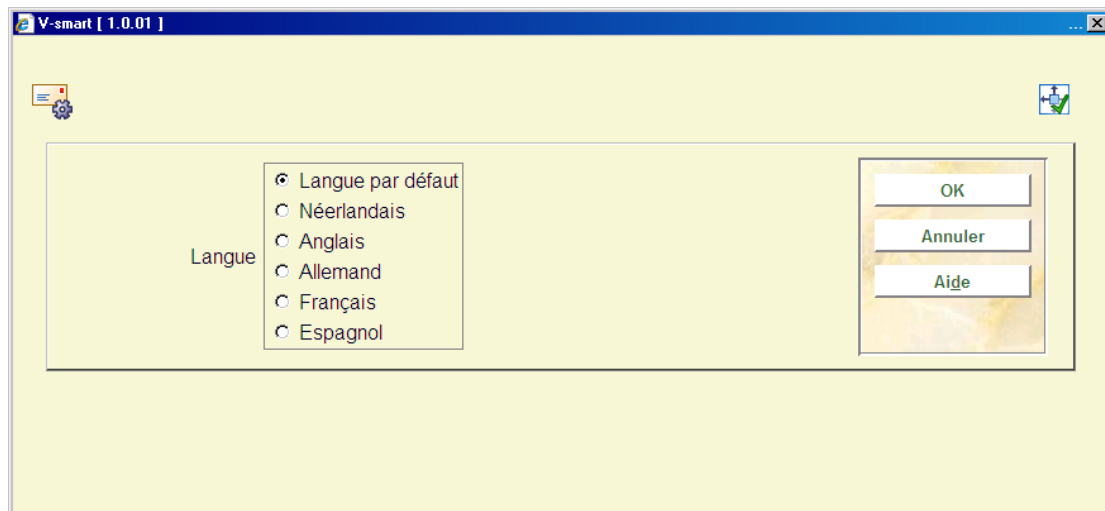 V-smart [ 1.0.01 ]
...
Langue
Langue par défaut
Néerlandais
Anglais
Allemand
Français
Espagnol
OK
Annuler
Aide